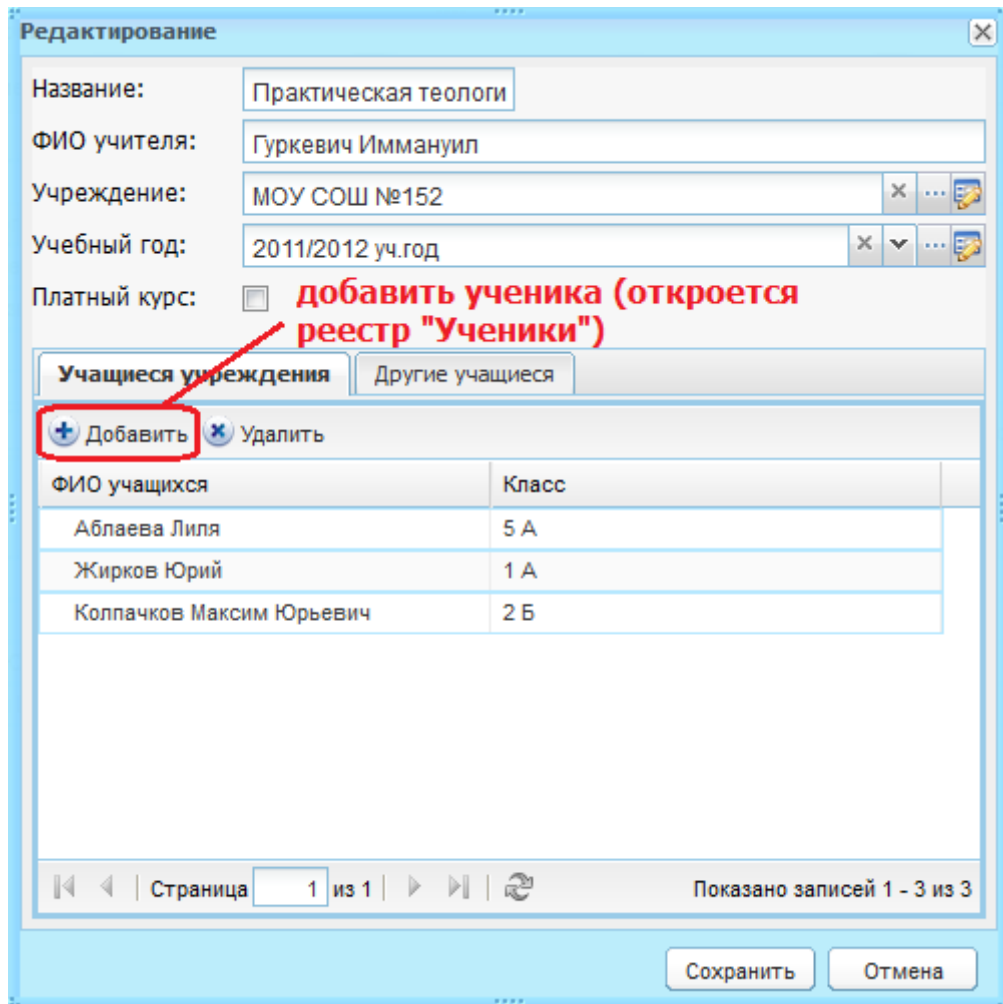 Редактирование
Название: Практическая теологи
ФИО учителя: Гуркевич Иммануил
Учреждение: МОУ СОШ №152
Учебный год: 2011/2012 уч.год
Платный курс:
добавить ученика (откроется
реестр "Ученики")
Учащиеся учреждения Другие учащиеся
Добавить Удалить
ФИО учащихся Класс
Аблаева Лиля 5 А
Жирков Юрий 1 А
Колпачков Максим Юрьевич 2 Б
Страница 1 из 1 Показано записей 1 - 3 из 3
Сохранить Отмена